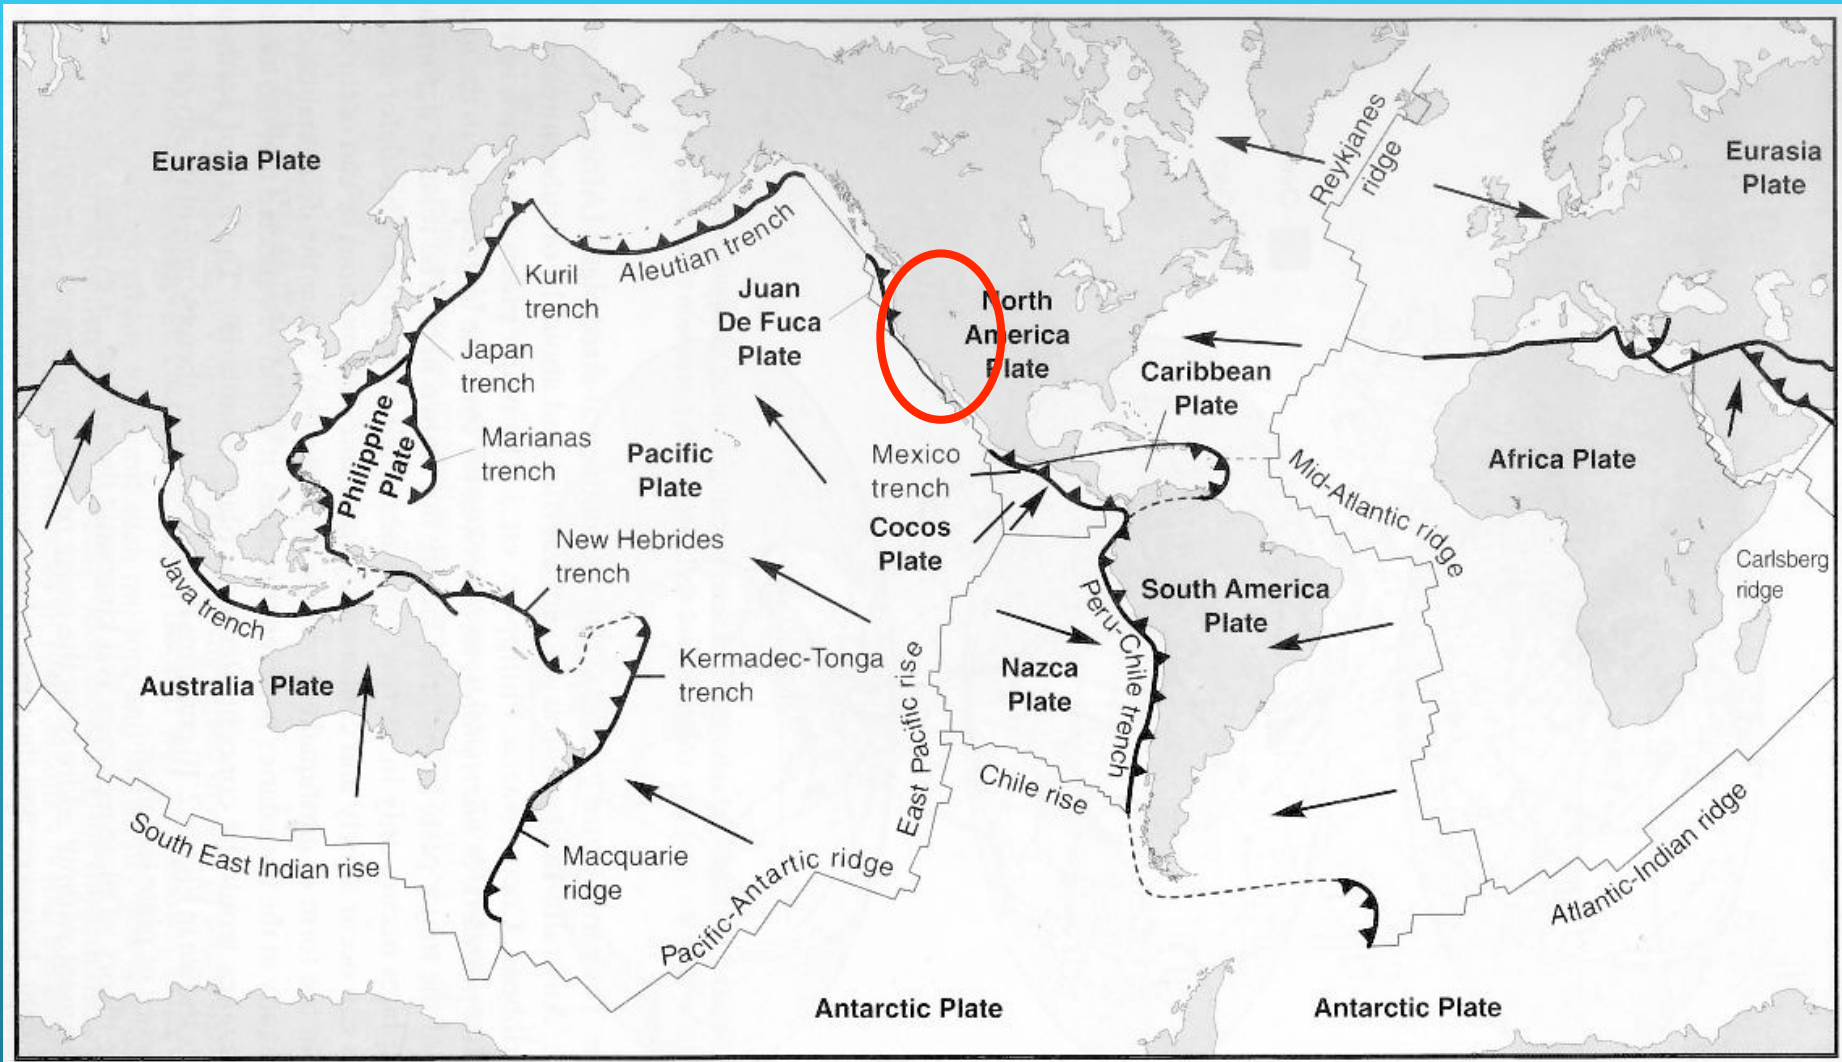 Eurasia Plate
Reykjanes
ridge
Eurasia
Plate
Aleutian trench
Kuril
trench
Juan
De Fuca
Plate
North
America
Plate
Japan
trench
Caribbean
Plate
Philippine
Plate
Marianas
trench
Pacific
Plate
Mexico
trench
Africa Plate
Mid-Atlantic ridge
Cocos
Plate
New Hebrides
trench
Carlsberg
ridge
Java trench
South America
Plate
Peru-Chile trench
Kermadec-Tonga
trench
Nazca
Plate
Australia Plate
East Pacific rise
Chile rise
South East Indian rise
Macquarie
ridge
Pacific-Antartic ridge
Atlantic-Indian ridge
Antarctic Plate
Antarctic Plate